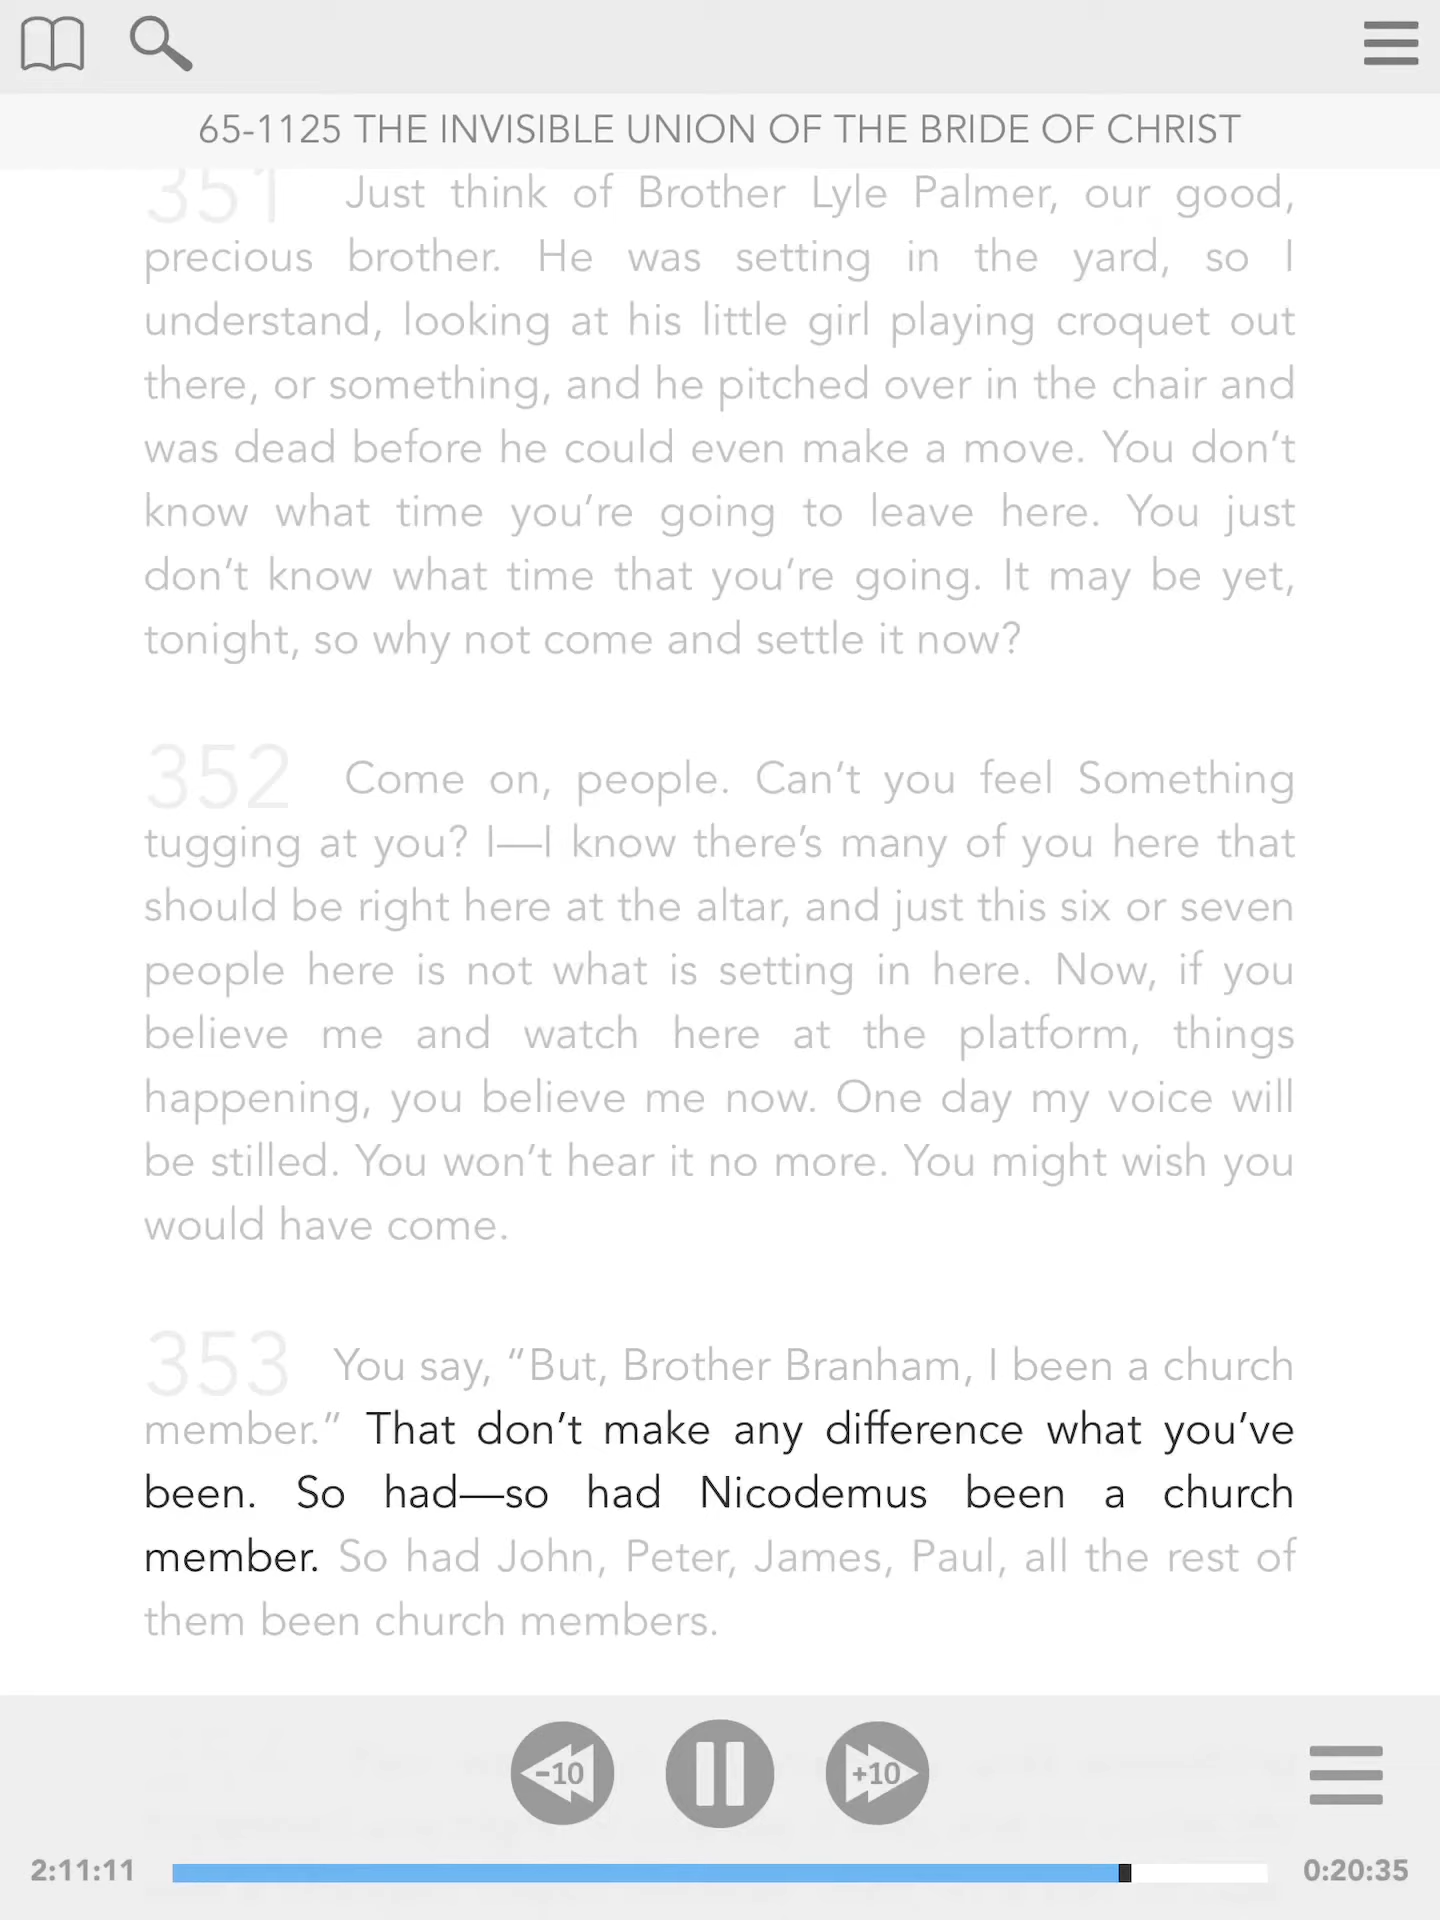 65-1125 THE INVISIBLE UNION OF THE BRIDE OF CHRIST
351 Just think of Brother Lyle Palmer, our good,
precious brother. He was setting in the yard, so I
understand, looking at his little girl playing croquet out
there, or something, and he pitched over in the chair and
was dead before he could even make a move. You don’t
know what time you’re going to leave here. You just
don’t know what time that you’re going. It may be yet,
tonight, so why not come and settle it now?
352 Come on, people. Can’t you feel Something
tugging at you? I—I know there’s many of you here that
should be right here at the altar, and just this six or seven
people here is not what is setting in here. Now, if you
believe me and watch here at the platform, things
happening, you believe me now. One day my voice will
be stilled. You won’t hear it no more. You might wish you
would have come.
353 You say, “But, Brother Branham, I been a church
member.” That don’t make any difference what you’ve
been. So had—so had Nicodemus been a church
member. So had John, Peter, James, Paul, all the rest of
them been church members.
-10 +10
2:11:11 0:20:35